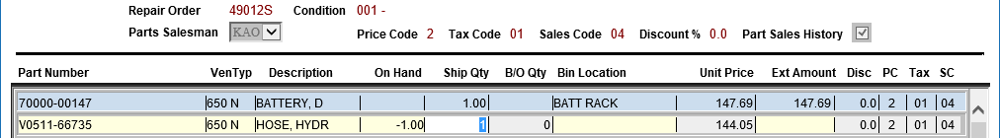 Repair Order 49012S Condition 001 -
Parts Salesman KAO Price Code 2 Tax Code 01 Sales Code 04 Discount % 0.0 Part Sales History
Part Number VenTyp Description On Hand Ship Qty B/O Qty Bin Location Unit Price Ext Amount Disc PC Tax SC
70000-00147 650 N BATTERY, D 1.00 BATT RACK 147.69 147.69 0.0 2 01 04
V0511-66735 650 N HOSE, HYDR -1.00 1 0 144.05 0.0 2 01 04